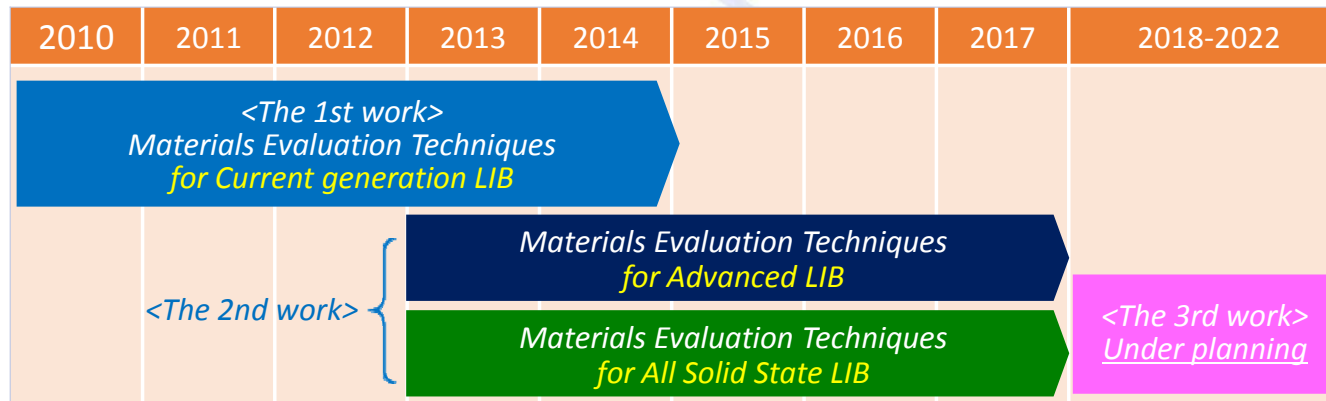 2010 2011 2012 2013 2014 2015 2016 2017 2018-2022
<The 1st work>
Materials Evaluation Techniques
for Current generation LIB
<The 2nd work>
Materials Evaluation Techniques
for Advanced LIB
Materials Evaluation Techniques
for All Solid State LIB
<The 3rd work>
Under planning